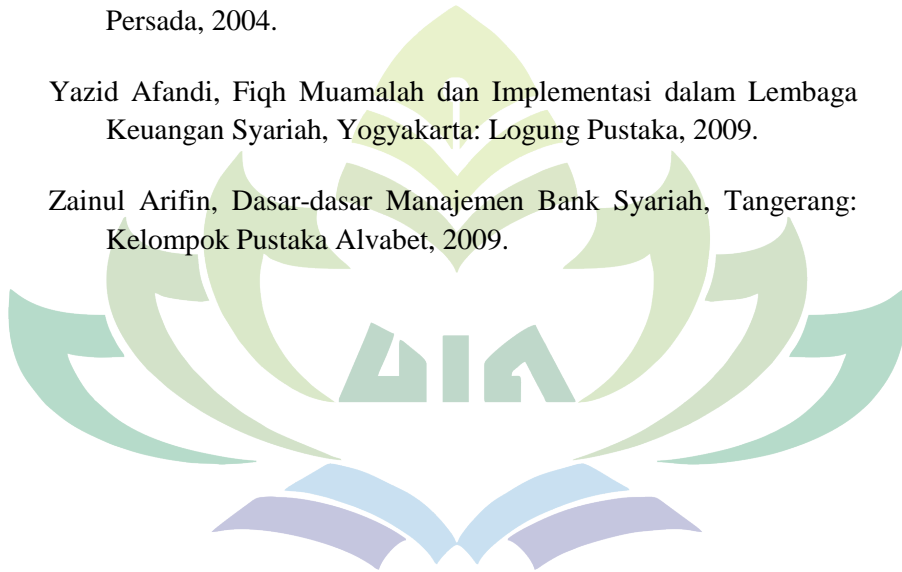 Persada, 2004.
Yazid Afandi, Fiqh Muamalah dan Implementasi dalam Lembaga
Keuangan Syariah, Yogyakarta: Logung Pustaka, 2009.
Zainul Arifin, Dasar-dasar Manajemen Bank Syariah, Tangerang:
Kelompok Pustaka Alvabet, 2009.
UIN